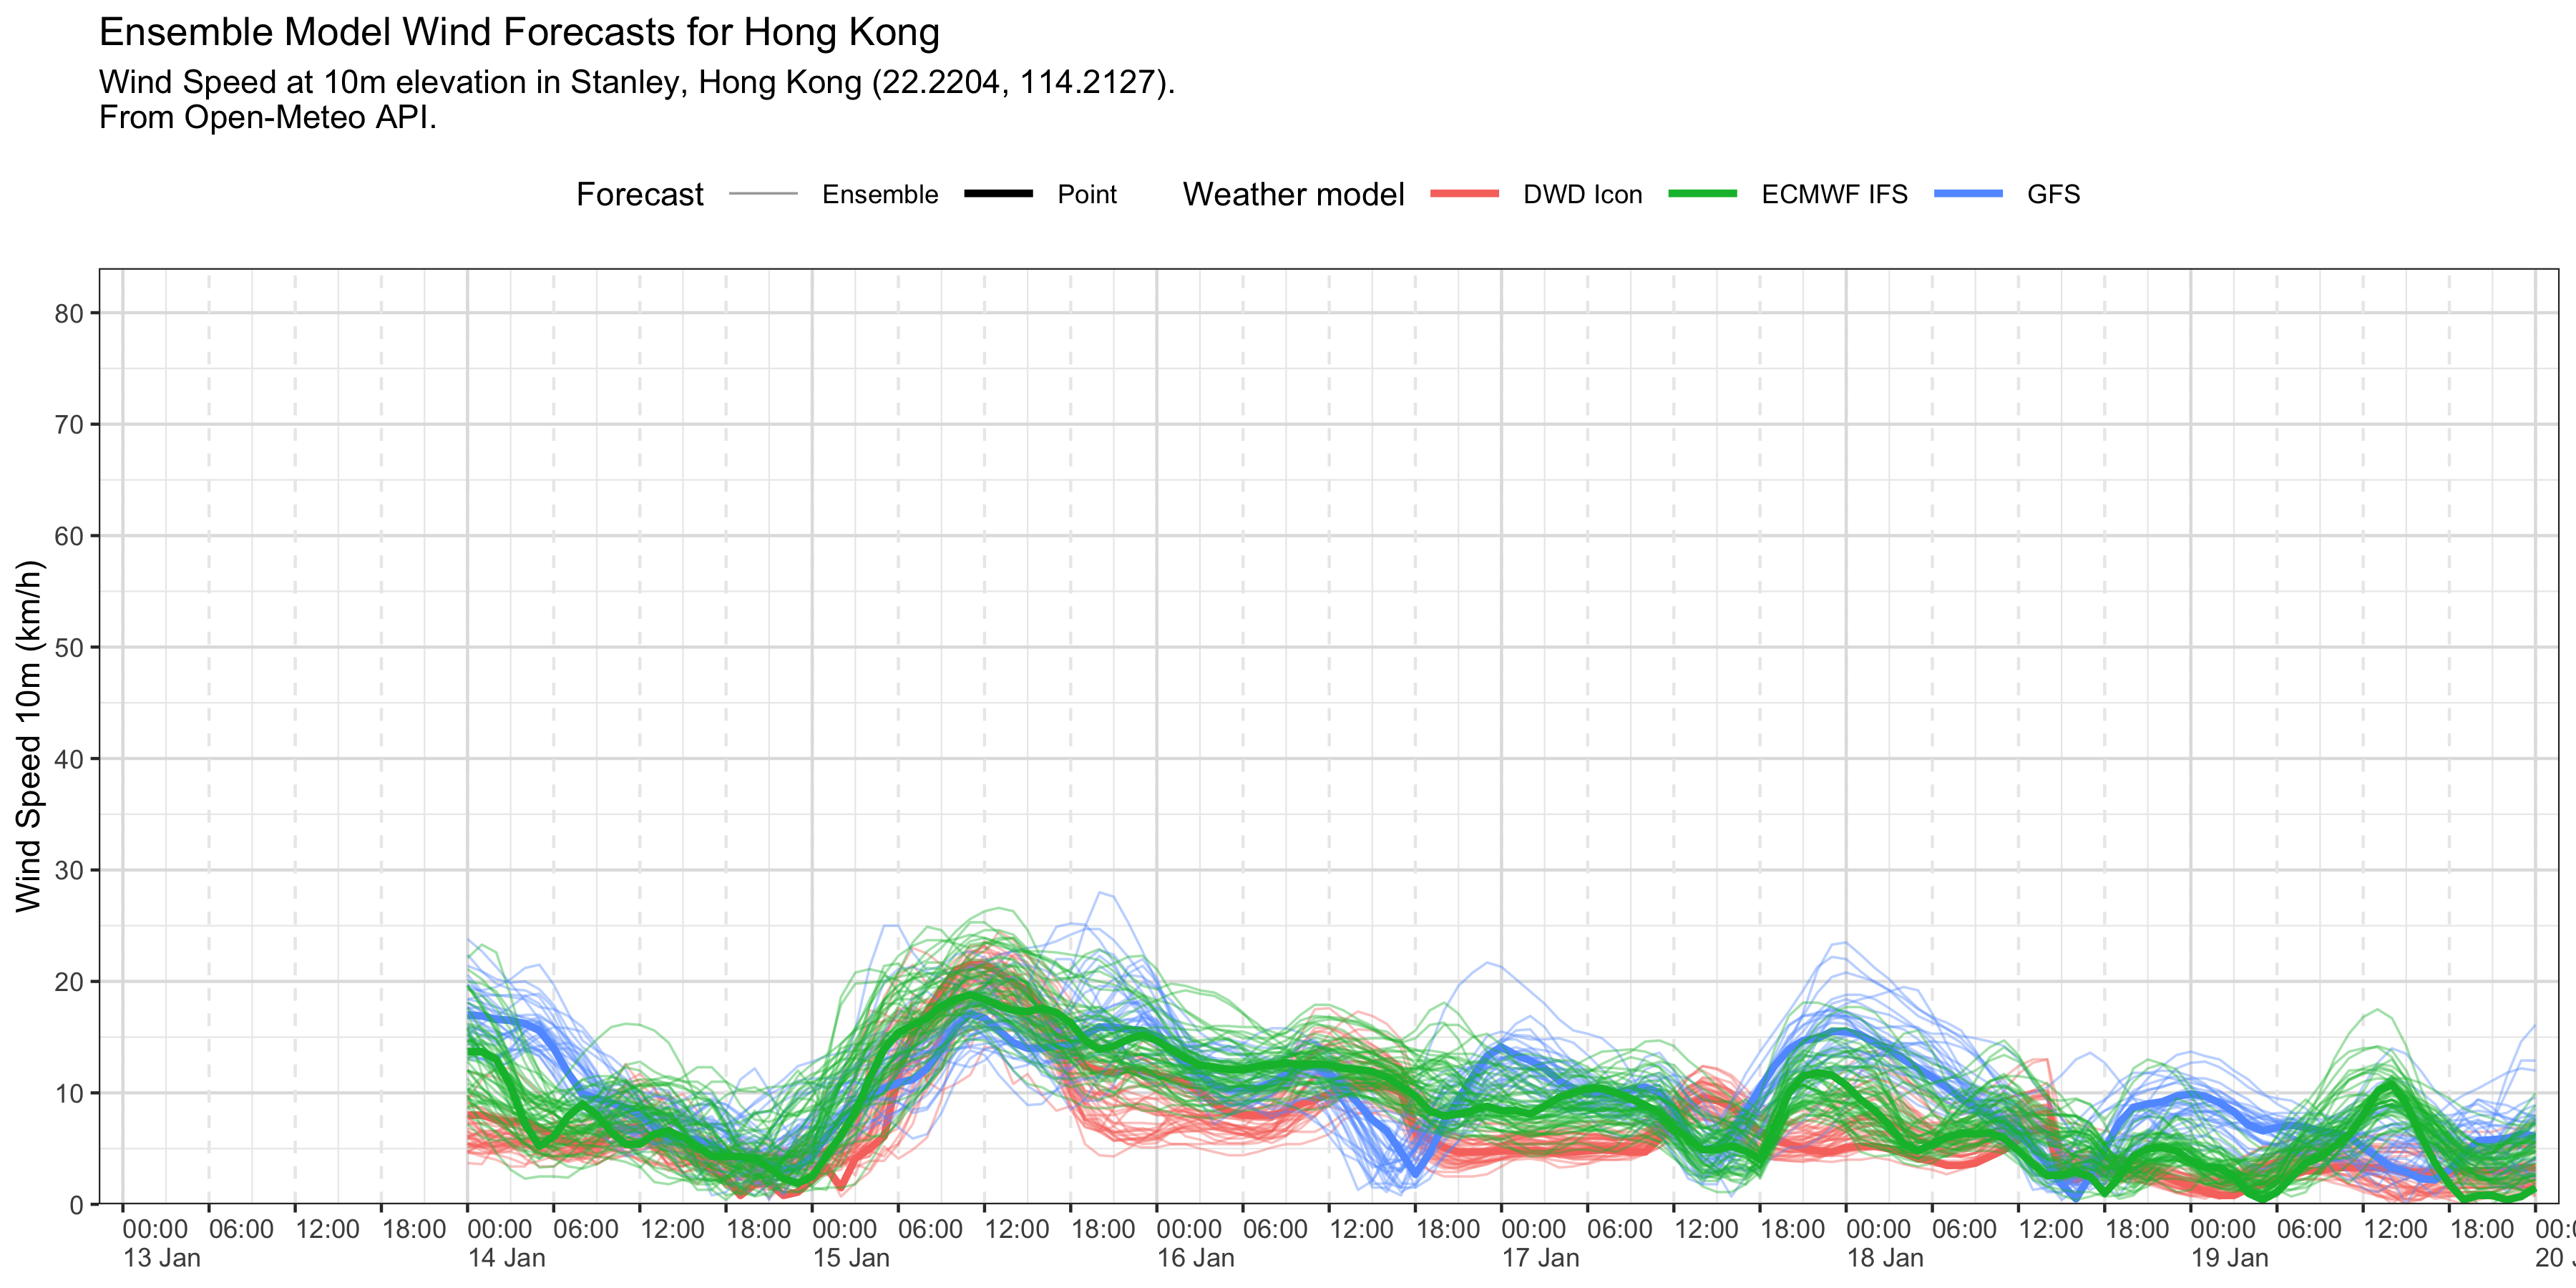 Ensemble Model Wind Forecasts for Hong Kong
Wind Speed at 10m elevation in Stanley, Hong Kong (22.2204, 114.2127).
From Open-Meteo API.
Forecast Ensemble Point Weather model DWD Icon ECMWF IFS GFS
Wind Speed 10m (km/h)
80
70
60
50
40
30
20
10
0
00:00 06:00 12:00 18:00 00:00 06:00 12:00 18:00 00:00 06:00 12:00 18:00 00:00 06:00 12:00 18:00 00:00 06:00 12:00 18:00 00:00 06:00 12:00 18:00 00:00 06:00 12:00 18:00 00:
13 Jan 14 Jan 15 Jan 16 Jan 17 Jan 18 Jan 19 Jan 20